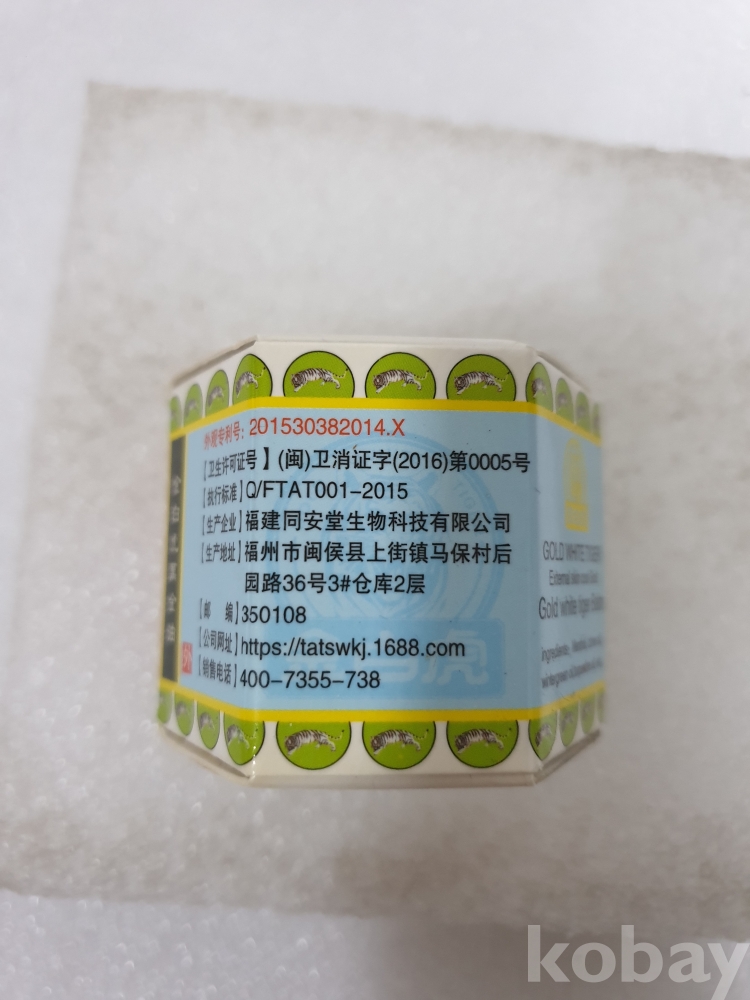 外观专利号: 201530382014.X
【卫生许可证号】(闽)卫消证字(2016)第0005号
【执行标准】Q/FTAT001-2015
【生产企业】福建同安堂生物科技有限公司
【生产地址】福州市闽侯县上街镇马保村后
园路36号3#仓库2层
【邮 编】350108
【公司网址】https://tatswkj.1688.com
【销售电话】400-7355-738
GOLD WHITE TIGER
External
Gold white tiger
kobay